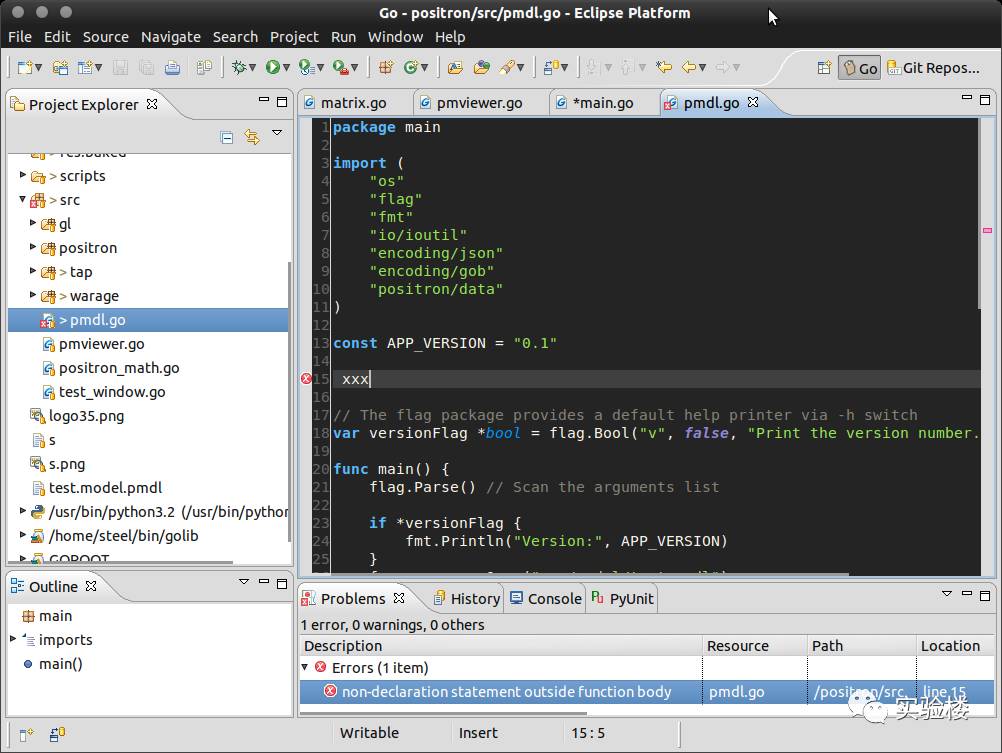 Go - positron/src/pmdl.go - Eclipse Platform
File Edit Source Navigate Search Project Run Window Help
Go Git Repos...
Project Explorer
matrix.go pmviewer.go *main.go pmdl.go
res.baked
> scripts
> src
gl
positron
> tap
> warage
> pmdl.go
pmviewer.go
positron_math.go
test_window.go
logo35.png
s
s.png
test.model.pmdl
/usr/bin/python3.2 (/usr/bin/python
/home/steel/bin/golib
GOROOT
1 package main
2
3 import (
4 "os"
5 "flag"
6 "fmt"
7 "io/ioutil"
8 "encoding/json"
9 "encoding/gob"
10 "positron/data"
11 )
12
13 const APP_VERSION = "0.1"
14
15 xxx
16
17 // The flag package provides a default help printer via -h switch
18 var versionFlag *bool = flag.Bool("v", false, "Print the version number.
19
20 func main() {
21 flag.Parse() // Scan the arguments list
22
23 if *versionFlag {
24 fmt.Println("Version:", APP_VERSION)
25 }
Outline
main
imports
main()
Problems History Console Pu PyUnit
1 error, 0 warnings, 0 others
Description Resource Path Location
Errors (1 item)
non-declaration statement outside function body pmdl.go /positron/src, line 15
实验楼
Writable Insert 15 : 5